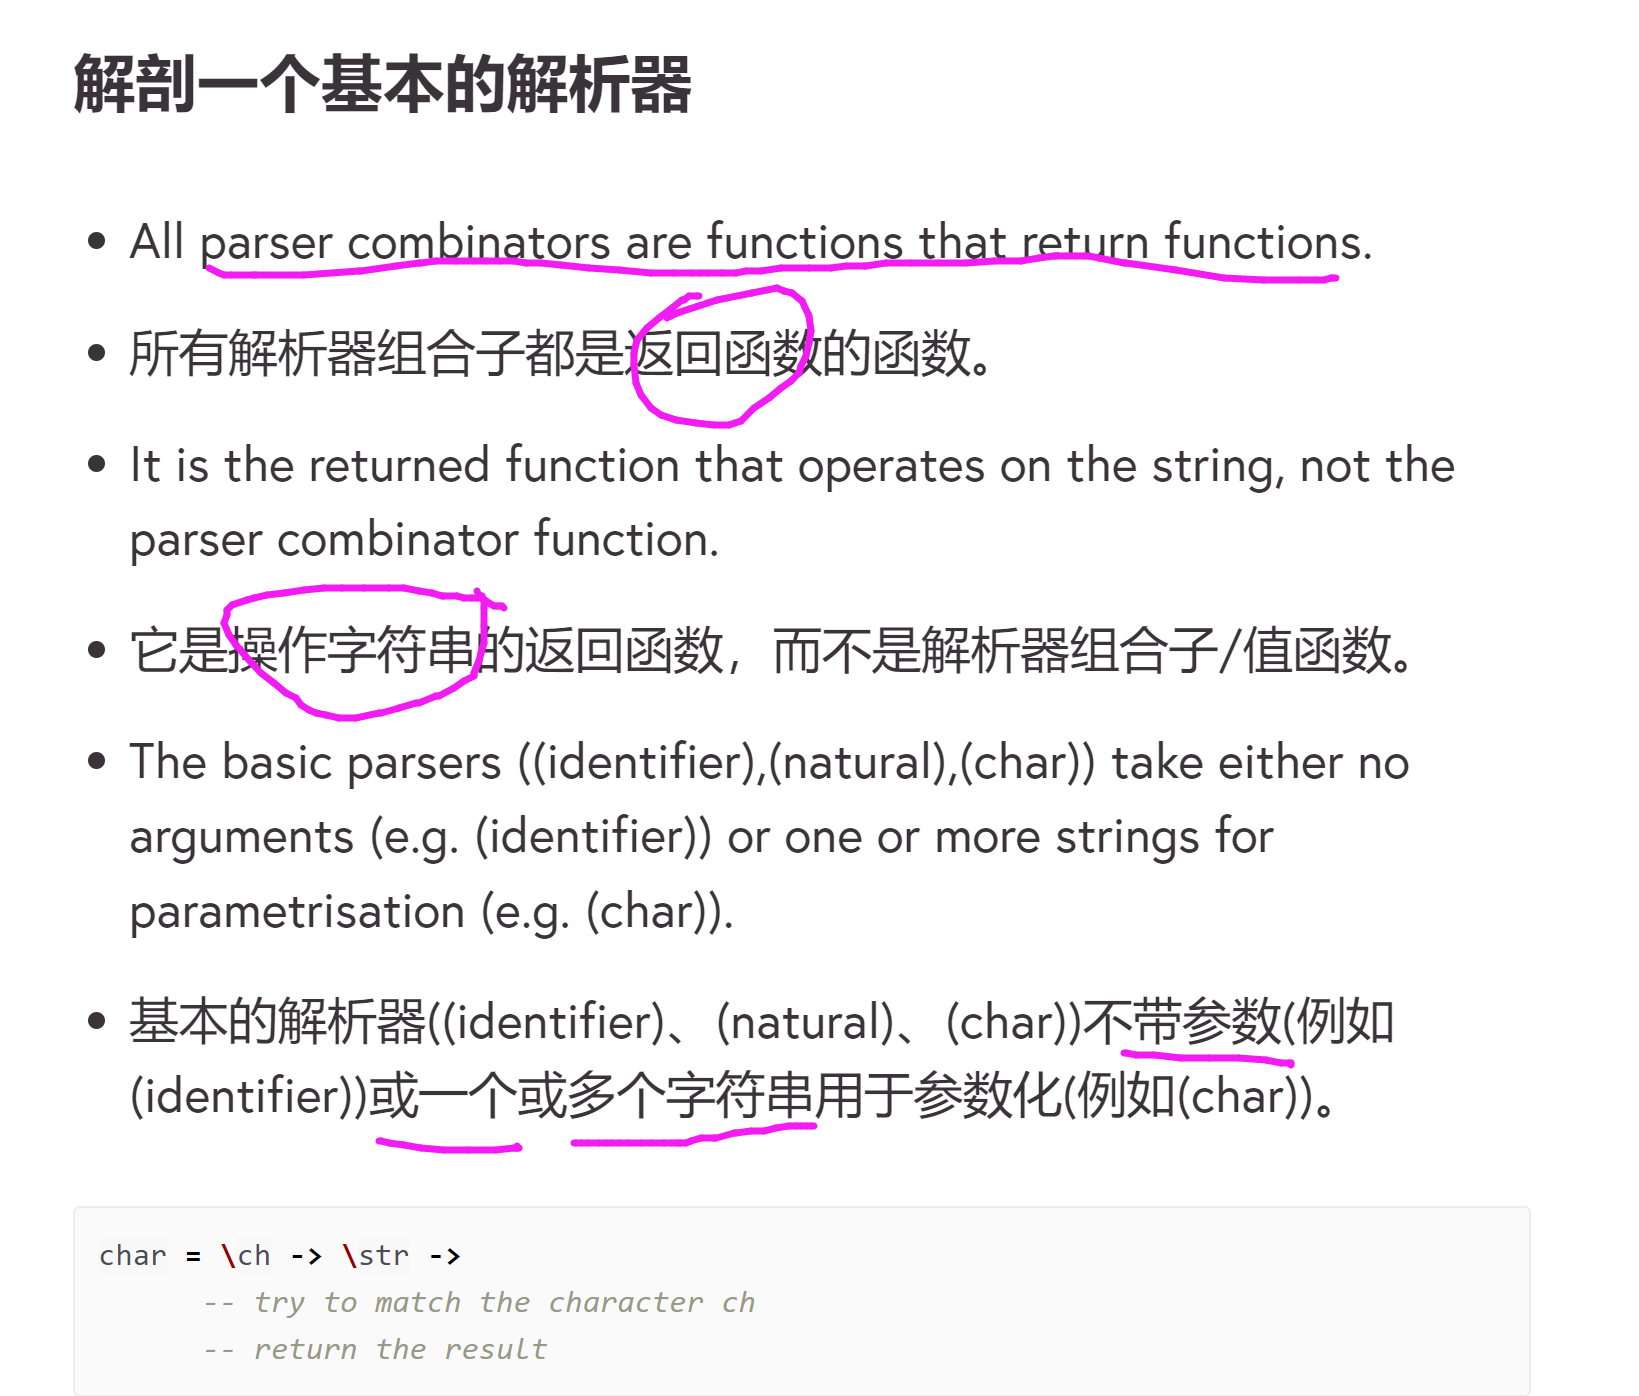 解剖一个基本的解析器
All parser combinators are functions that return functions.
所有解析器组合子都是返回函数的函数。
It is the returned function that operates on the string, not the
parser combinator function.
它是操作字符串的返回函数，而不是解析器组合子/值函数。
The basic parsers ((identifier),(natural),(char)) take either no
arguments (e.g. (identifier)) or one or more strings for
parametrisation (e.g. (char)).
基本的解析器((identifier)、(natural)、(char))不带参数(例如
(identifier))或一个或多个字符串用于参数化(例如(char))。
char = \ch -> \str ->
-- try to match the character ch
-- return the result